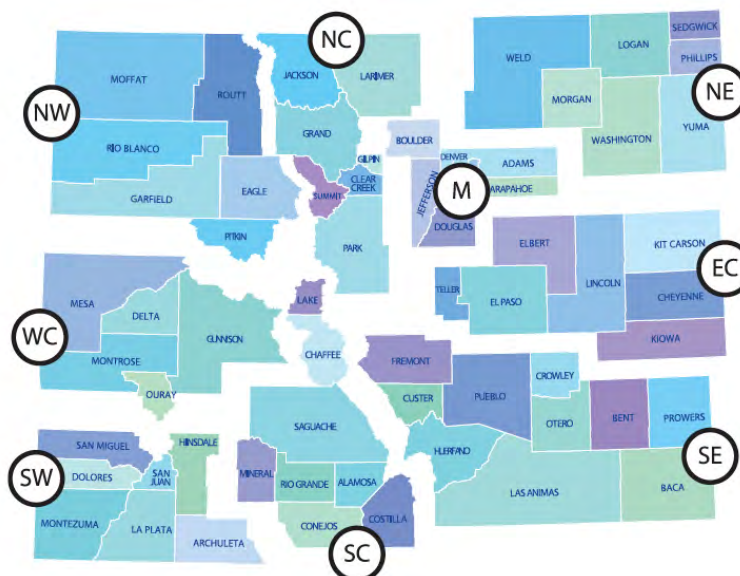 NC
SEDGWICK
LOGAN
WELD
PHILLIPS
JACKSON
LARIMER
MOFFAT
ROUTT
NE
NW
MORGAN
GRAND
BOULDER
WASHINGTON
YUMA
RIO BLANCO
DENVER
GILPIN
ADAMS
CLEAR
CREEK
M
JEFFERSON
ARAPAHOE
EAGLE
SUMMIT
GARFIELD
DOUGLAS
PITKIN
PARK
ELBERT
KIT CARSON
EC
MESA
LINCOLN
TELLER
LAKE
EL PASO
CHEYENNE
DELTA
GUNNISON
WC
KIOWA
MONTROSE
CHAFFEE
FREMONT
CROWLEY
OURAY
CUSTER
PUEBLO
OTERO
BENT
PROWERS
SAGUACHE
SAN MIGUEL
HINSDALE
HUERFANO
SE
SW
DOLORES
SAN
JUAN
MINERAL
RIO GRANDE
ALAMOSA
BACA
LAS ANIMAS
MONTEZUMA
LA PLATA
CONEJOS
COSTILLA
ARCHULETA
SC